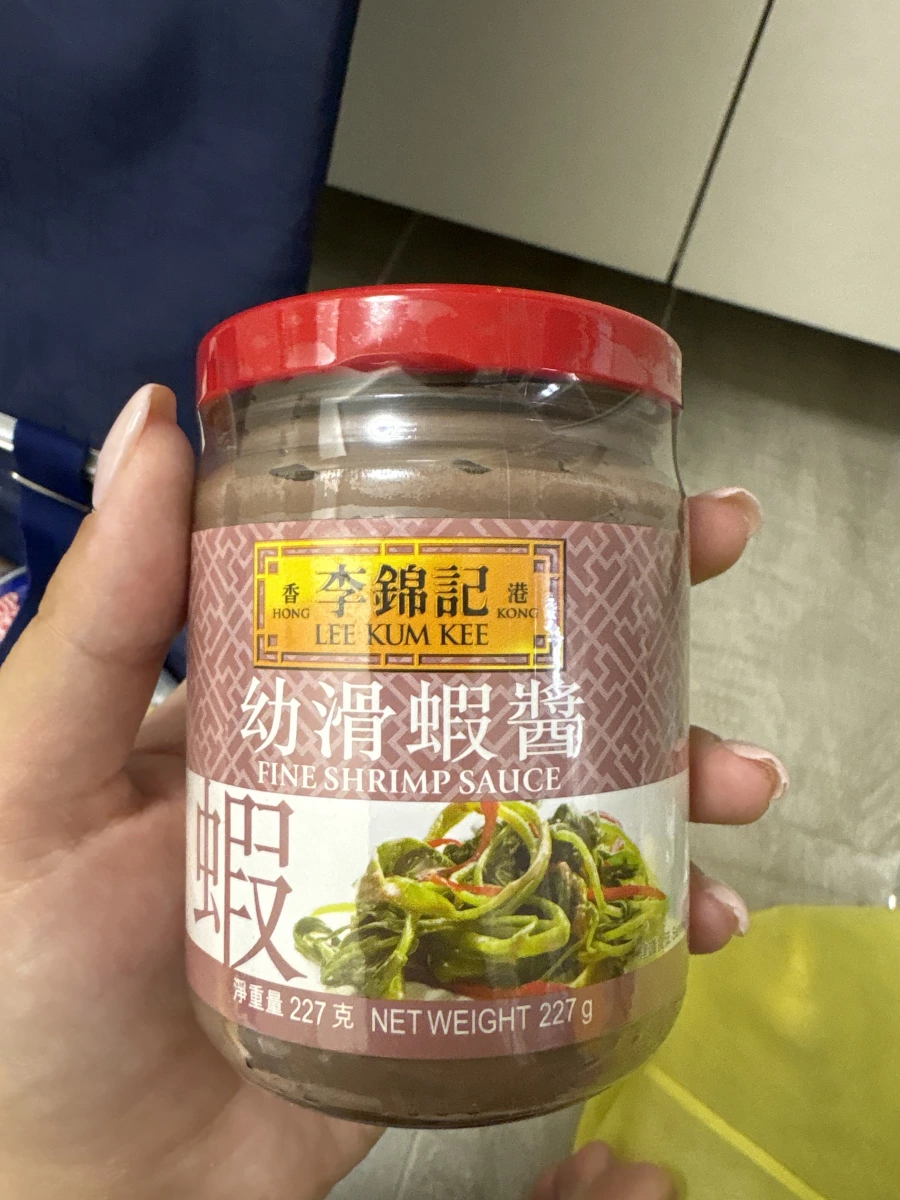 香 李錦記 港
HONG LEE KUM KEE KONG
幼滑蝦醬
FINE SHRIMP SAUCE
蝦
淨重量 227 克 NET WEIGHT 227 g